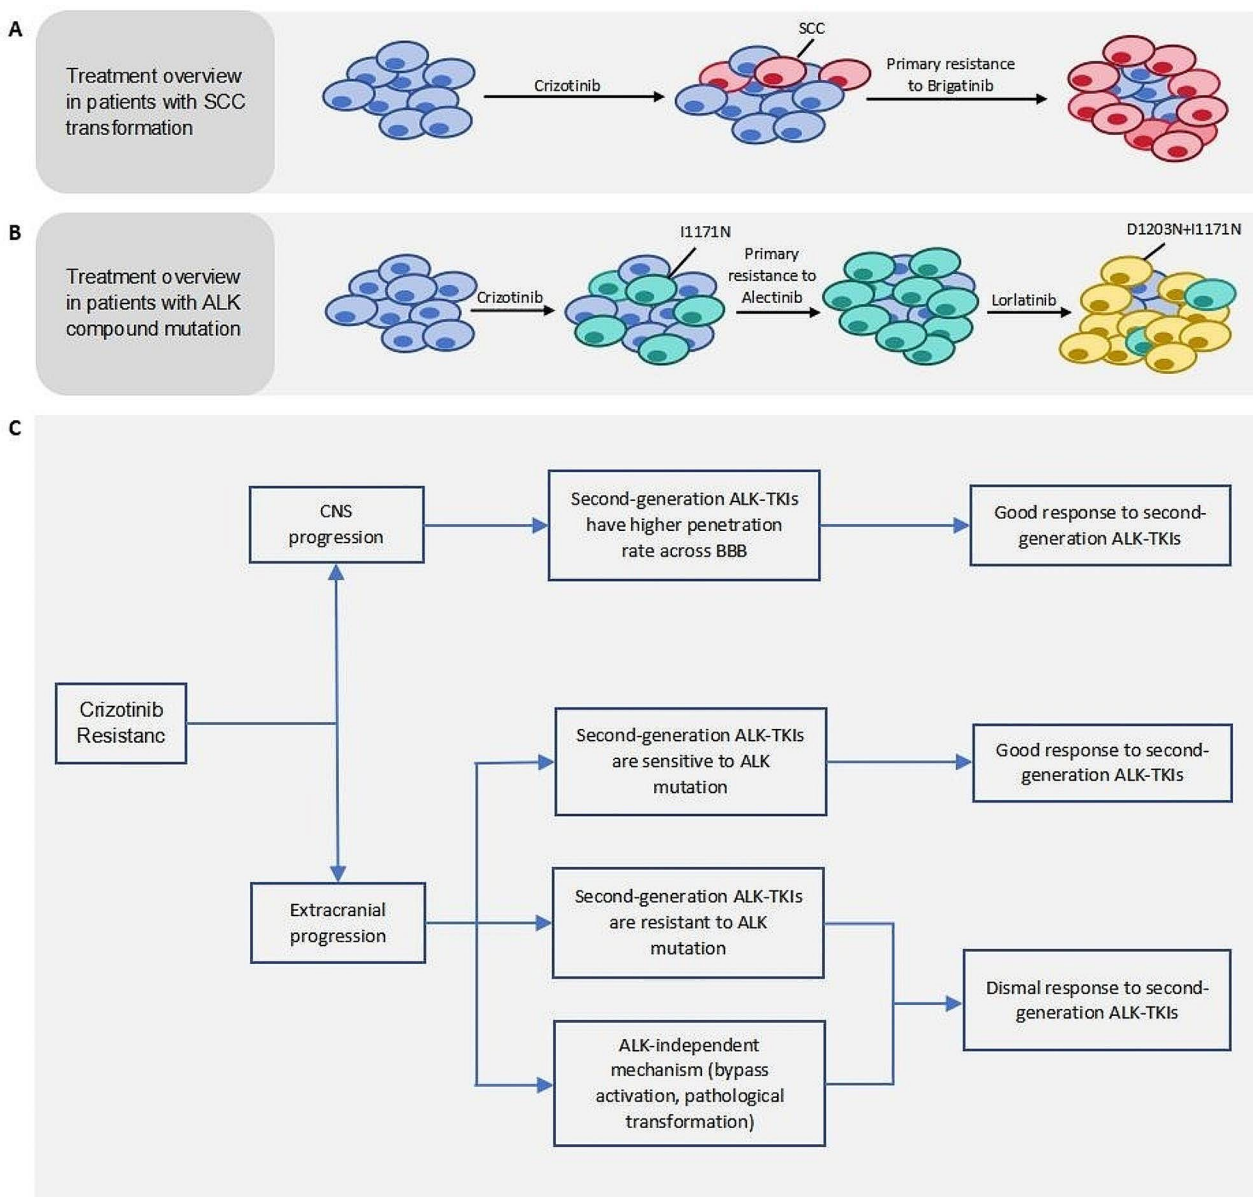 A
Treatment overview
in patients with SCC
transformation
Crizotinib
SCC
Primary resistance
to Brigatinib
B
Treatment overview
in patients with ALK
compound mutation
Crizotinib
I1171N
Primary
resistance to
Alectinib
Lorlatinib
D1203N+I1171N
C
Crizotinib
Resistanc
CNS
progression
Second-generation ALK-TKIs
have higher penetration
rate across BBB
Good response to second-
generation ALK-TKIs
Extracranial
progression
Second-generation ALK-TKIs
are sensitive to ALK
mutation
Good response to second-
generation ALK-TKIs
Second-generation ALK-TKIs
are resistant to ALK
mutation
ALK-independent
mechanism (bypass
activation, pathological
transformation)
Dismal response to second-
generation ALK-TKIs